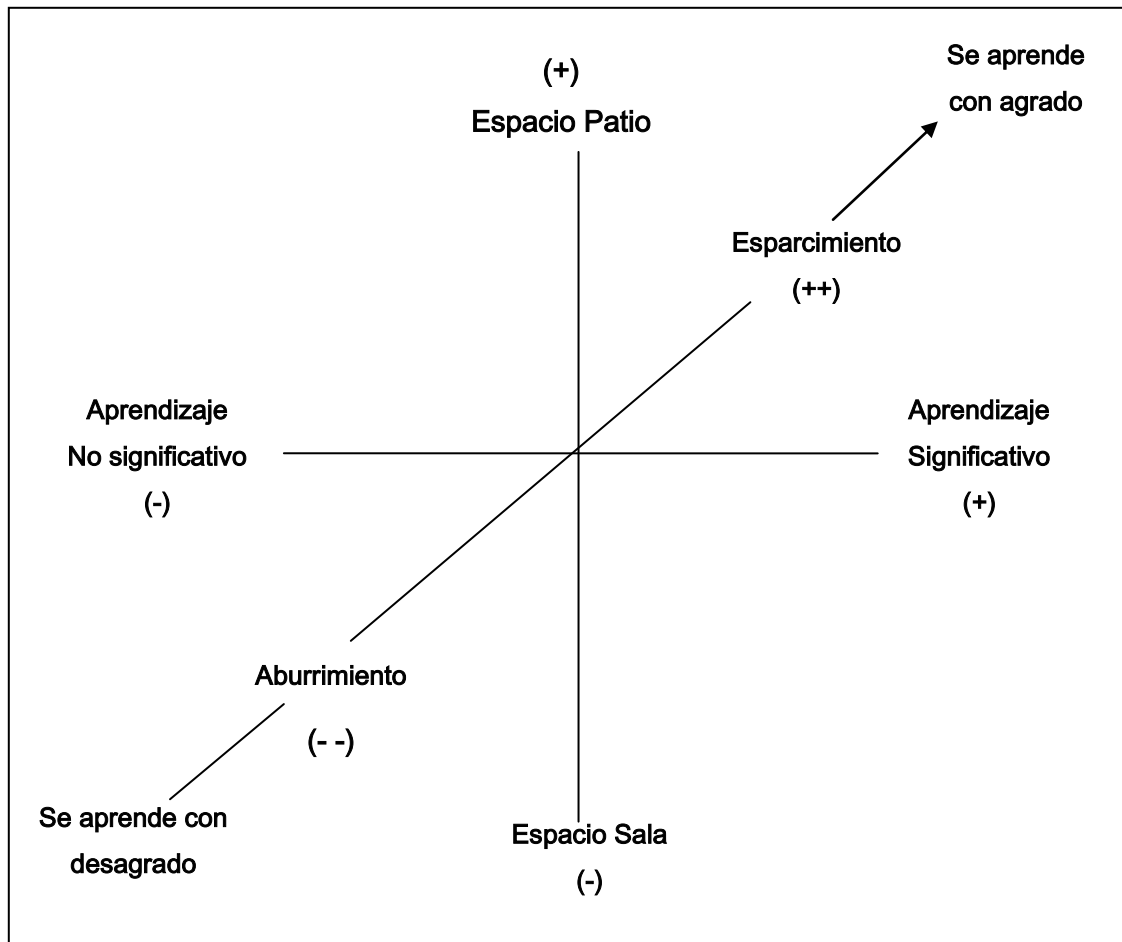 (+)
Espacio Patio
Se aprende
con agrado
Esparcimiento
(++)
Aprendizaje
No significativo
(-)
Aprendizaje
Significativo
(+)
Aburrimiento
(- -)
Se aprende con
desagrado
Espacio Sala
(-)